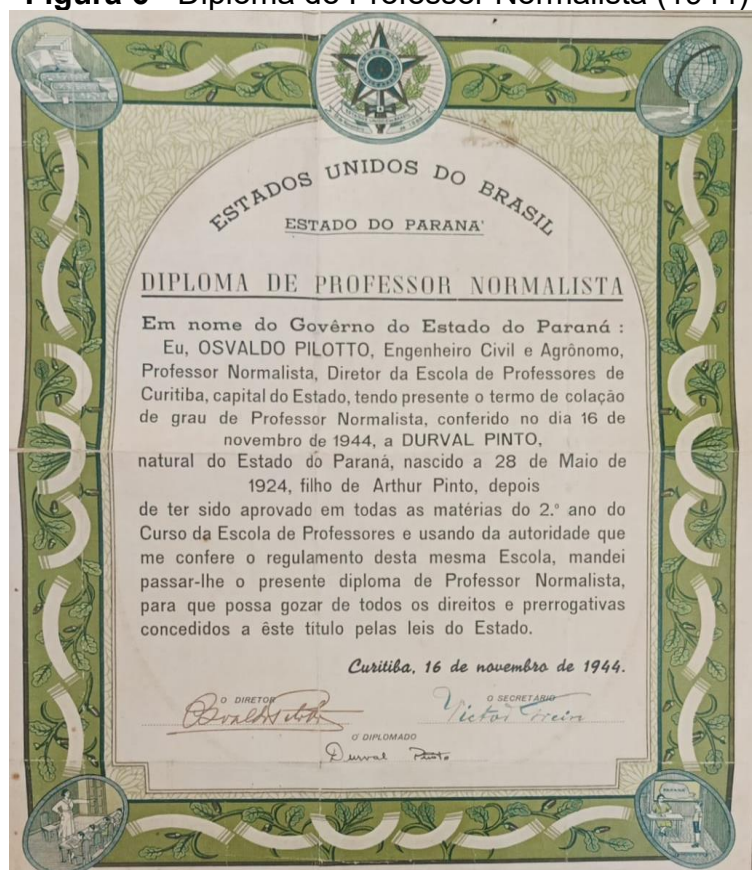 Diploma de Professor Normalista (1944)
ESTADOS UNIDOS DO BRASIL
ESTADO DO PARANA'
DIPLOMA DE PROFESSOR NORMALISTA
Em nome do Govêrno do Estado do Paraná :
Eu, OSVALDO PILOTTO, Engenheiro Civil e Agrônomo,
Professor Normalista, Diretor da Escola de Professores de
Curitiba, capital do Estado, tendo presente o termo de colação
de grau de Professor Normalista, conferido no dia 16 de
novembro de 1944, a DURVAL PINTO,
natural do Estado do Paraná, nascido a 28 de Maio de
1924, filho de Arthur Pinto, depois
de ter sido aprovado em todas as matérias do 2.º ano do
Curso da Escola de Professores e usando da autoridade que
me confere o regulamento desta mesma Escola, mandei
passar-lhe o presente diploma de Professor Normalista,
para que possa gozar de todos os direitos e prerrogativas
concedidos a êste titulo pelas leis do Estado.
Curitiba, 16 de novembro de 1944.
O DIRETOR
O SECRETÁRIO
Victor
O DIPLOMADO
Durval Pinto